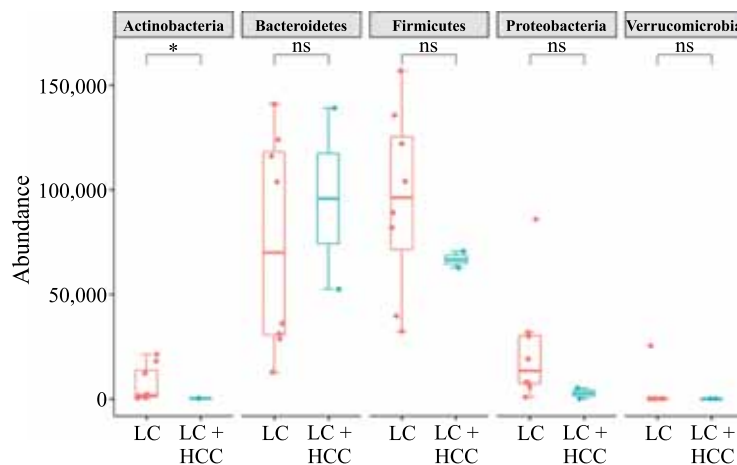 Actinobacteria Bacteroidetes Firmicutes Proteobacteria Verrucomicrobia
* ns ns ns ns
150,000
100,000
50,000
0
Abundance
LC LC + HCC LC LC + HCC LC LC + HCC LC LC + HCC LC LC + HCC